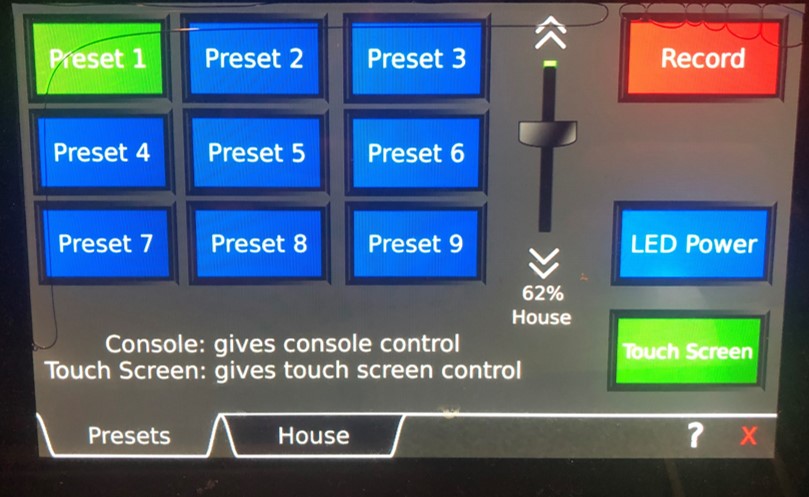 Preset 1
Preset 2
Preset 3
Record
Preset 4
Preset 5
Preset 6
Preset 7
Preset 8
Preset 9
LED Power
62%
House
Touch Screen
Console: gives console control
Touch Screen: gives touch screen control
Presets
House
?
X